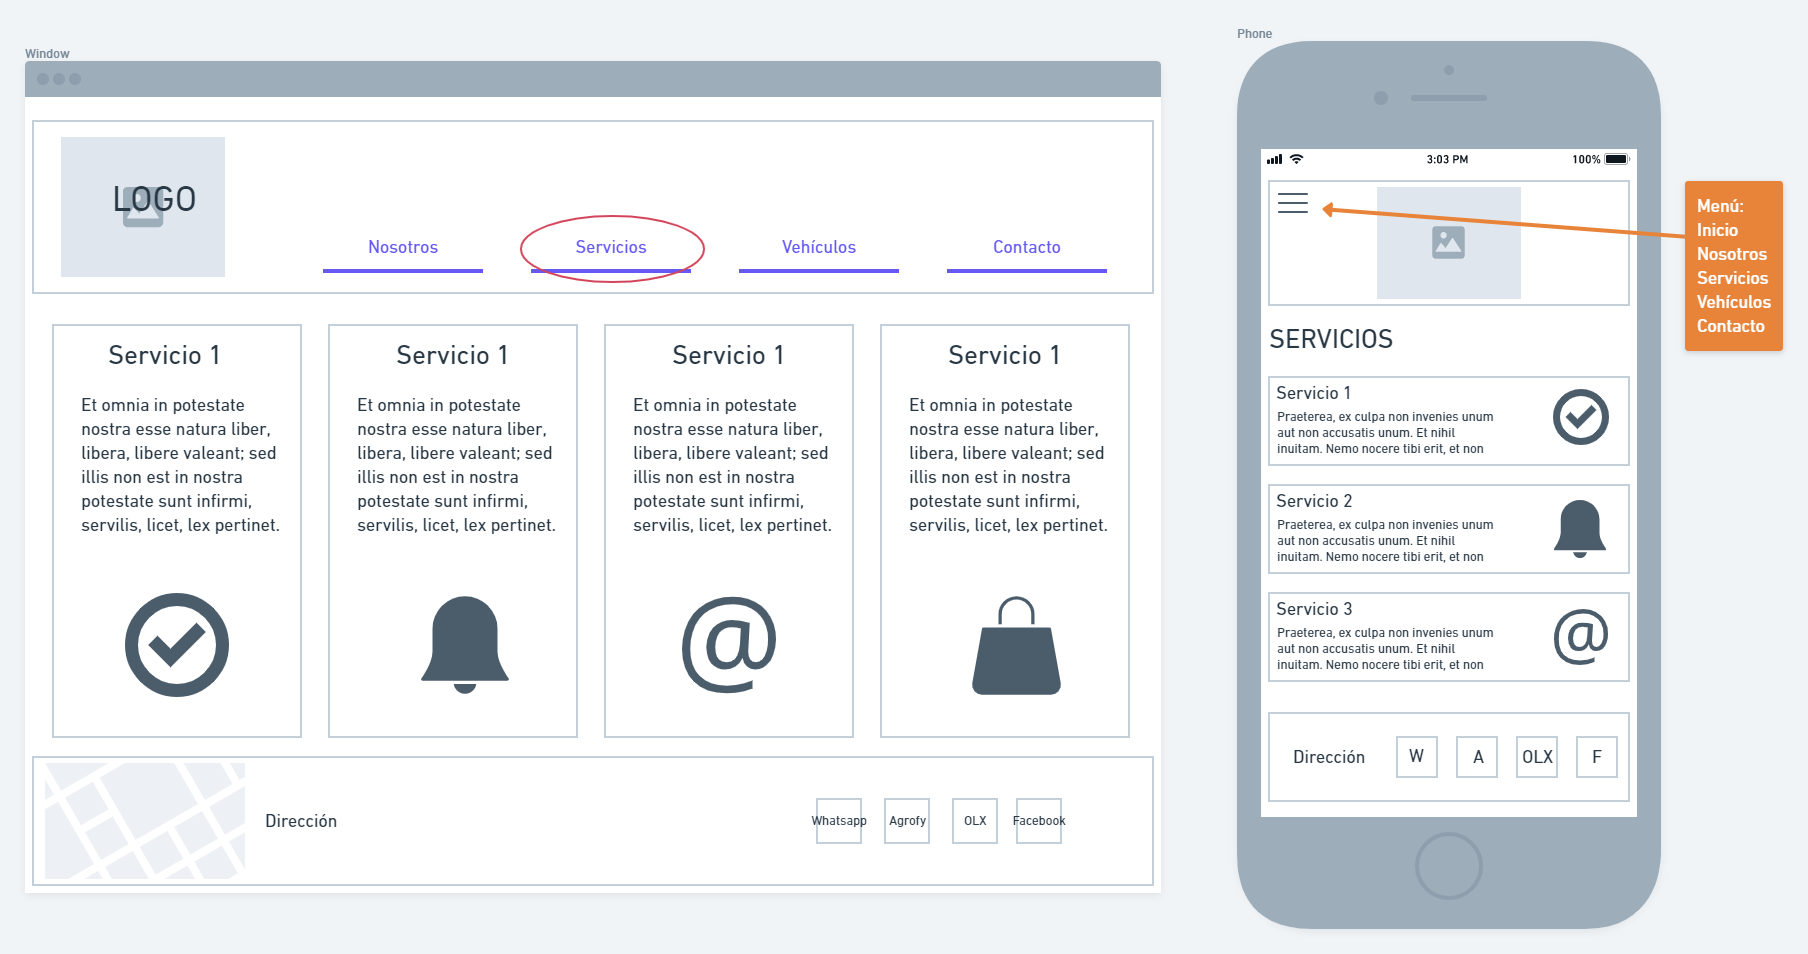 Window
LOGO
Nosotros
Servicios
Vehículos
Contacto
Servicio 1
Et omnia in potestate
nostra esse natura liber,
libera, libere valeant; sed
illis non est in nostra
potestate sunt infirmi,
servilis, licet, lex pertinet.
Servicio 1
Et omnia in potestate
nostra esse natura liber,
libera, libere valeant; sed
illis non est in nostra
potestate sunt infirmi,
servilis, licet, lex pertinet.
@
Servicio 1
Et omnia in potestate
nostra esse natura liber,
libera, libere valeant; sed
illis non est in nostra
potestate sunt infirmi,
servilis, licet, lex pertinet.
Servicio 1
Et omnia in potestate
nostra esse natura liber,
libera, libere valeant; sed
illis non est in nostra
potestate sunt infirmi,
servilis, licet, lex pertinet.
Dirección
Whatsapp
Agrofy
OLX
Facebook
Phone
3:03 PM
100%
SERVICIOS
Servicio 1
Praeterea, ex culpa non invenies unum
aut non accusatis unum. Et nihil
inuitam. Nemo nocere tibi erit, et non
Servicio 2
Praeterea, ex culpa non invenies unum
aut non accusatis unum. Et nihil
inuitam. Nemo nocere tibi erit, et non
Servicio 3
Praeterea, ex culpa non invenies unum
aut non accusatis unum. Et nihil
inuitam. Nemo nocere tibi erit, et non
@
Dirección
W
A
OLX
F
Menú:
Inicio
Nosotros
Servicios
Vehículos
Contacto